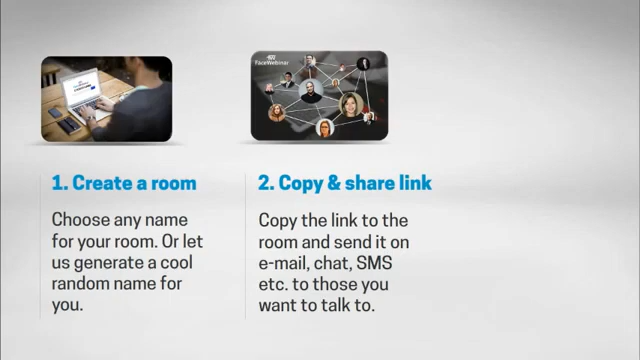 FaceWebinar
1. Create a room
Choose any name
for your room. Or let
us generate a cool
random name for
you.
2. Copy & share link
Copy the link to the
room and send it on
e-mail, chat, SMS
etc. to those you
want to talk to.